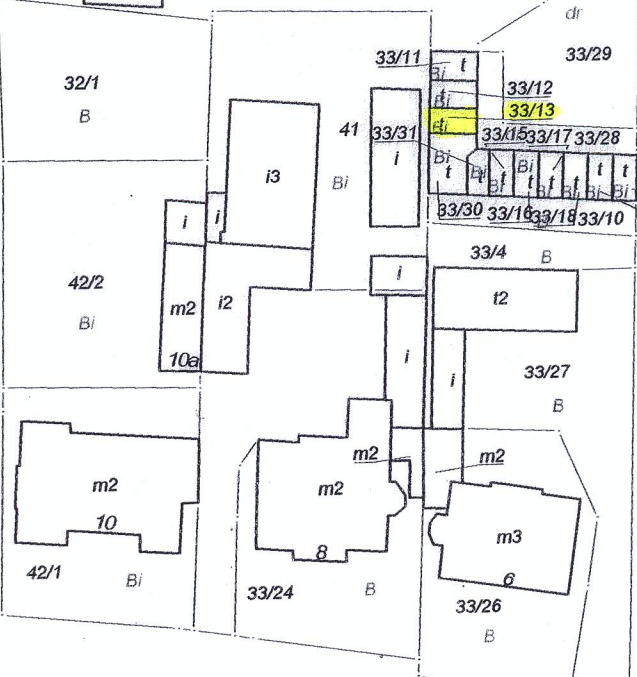 dr
33/29
33/11
t
Bi
32/1
B
t
Bi
33/12
t
Bi
33/13
41
33/31
33/15
33/17
33/28
i
i3
Bi
Bi
t
Bi
t
t
Bi
Bi
t
t
Bi
t
t
Bi
t
Bi
33/30
33/16
33/18
33/10
B
i
i
33/4
B
i
42/2
Bi
m2
i2
t2
10a
i
i
33/27
B
m2
m2
m2
10
m2
8
m3
6
42/1
Bi
33/24
B
33/26
B